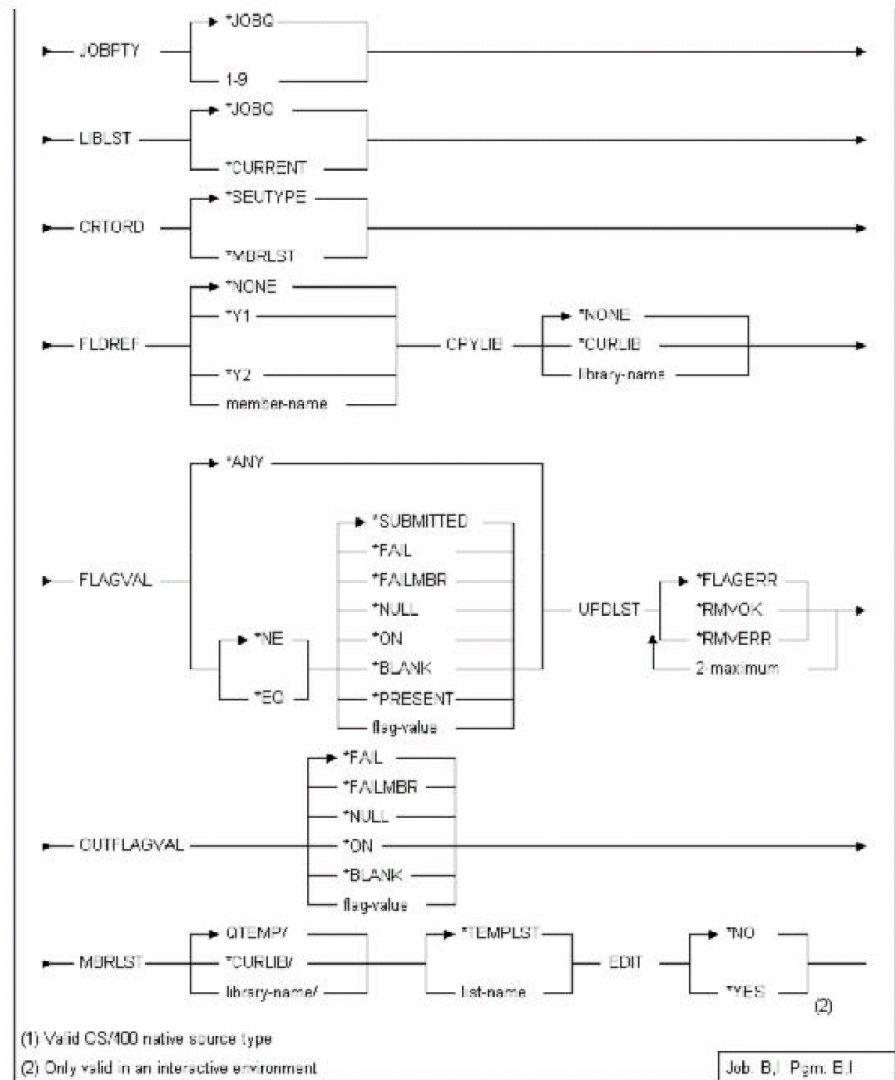 *JOBQ
JOBPTY
1-9
*JOBQ
LIBLST
*CURRENT
*SEUTYPE
CRTORD
*MBRLST
*NONE
*Y1
FLDREF
*Y2
member-name
CPYLIB
*NONE
*CURLIB
library-name
*ANY
FLAGVAL
*NE
*EQ
*SUBMITTED
*FAIL
*FAILMBR
*NULL
*ON
*BLANK
*PRESENT
flag-value
UPDLST
*FLAGERR
*RMVOK
*RMVERR
2-maximum
OUTFLAGVAL
*FAIL
*FAILMBR
*NULL
*ON
*BLANK
flag-value
MBRLST
QTEMP/
*CURLIB/
library-name/
*TEMPLST
list-name
EDIT
*NO
*YES
(2)
(1) Valid OS/400 native source type
(2) Only valid in an interactive environment
Job: B,I Pgm: B,I